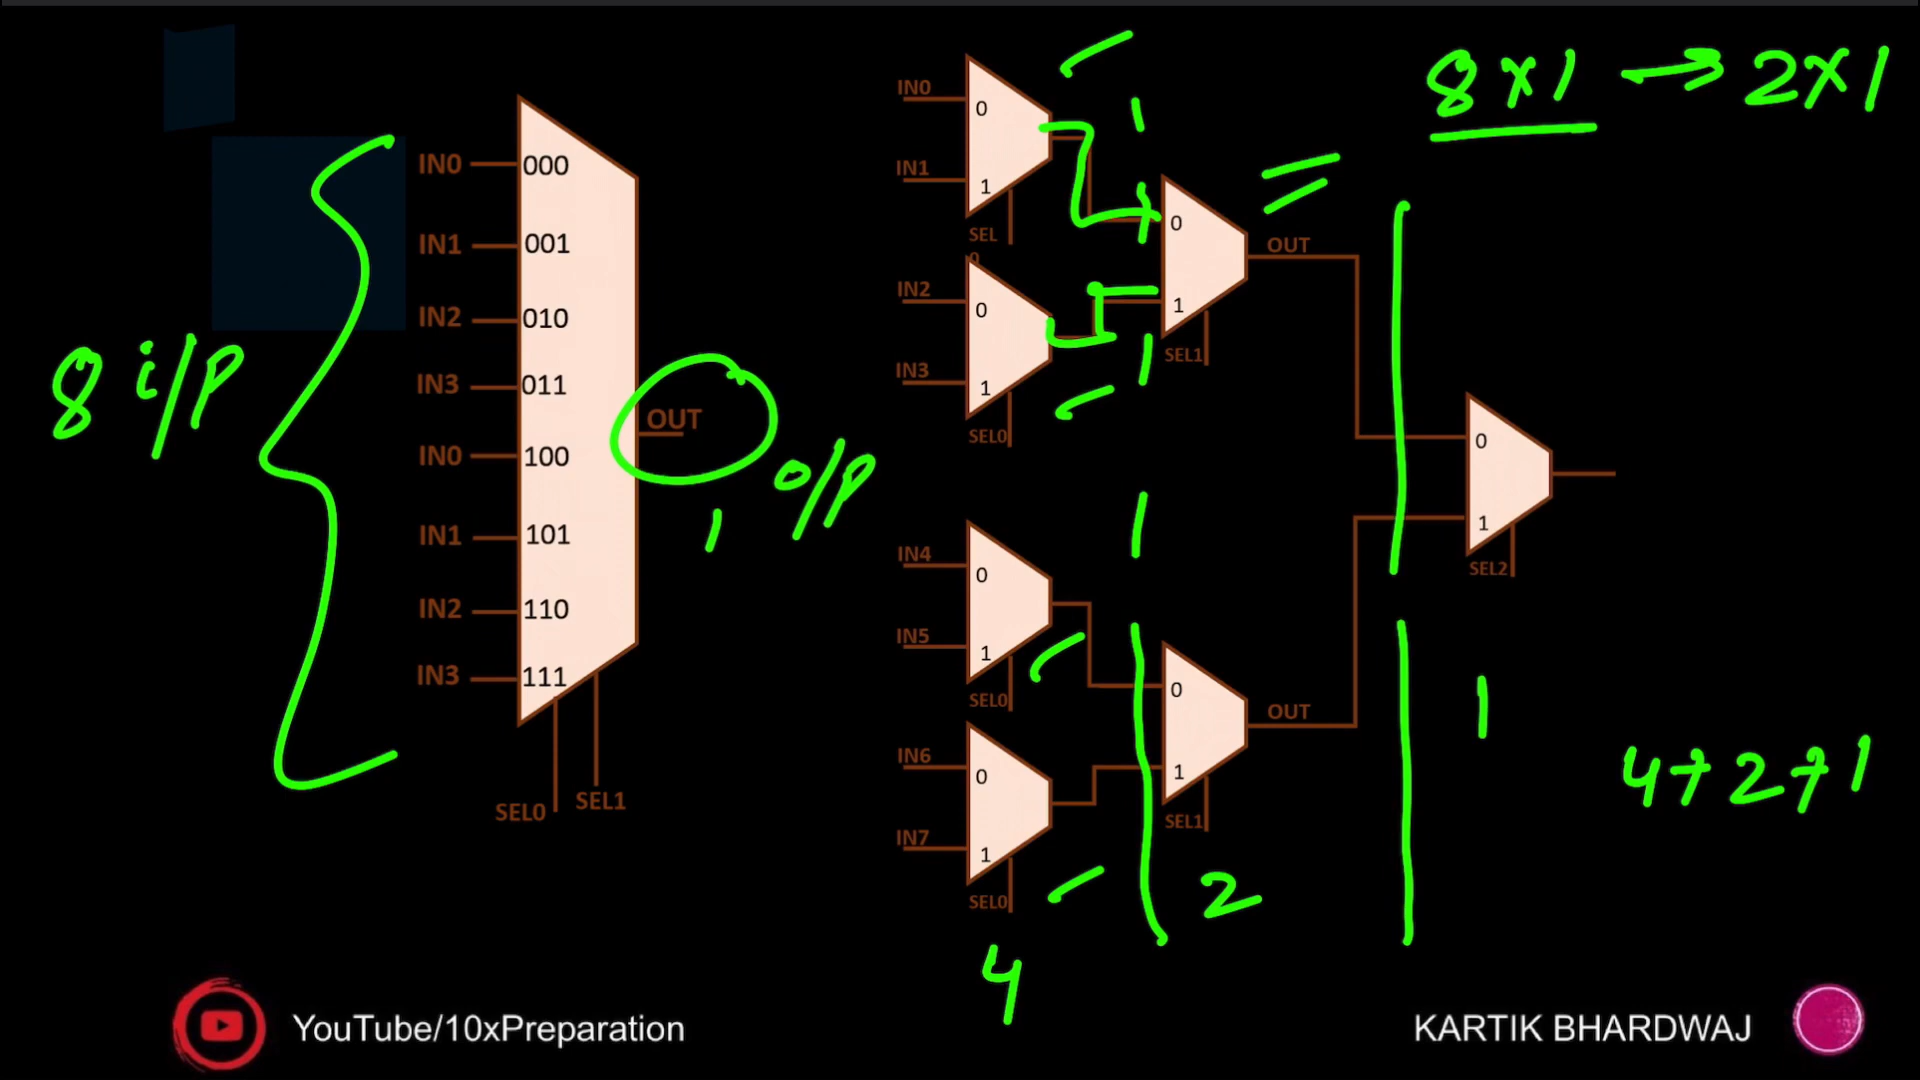 8 x 1 → 2 x 1
IN0 000
IN1 001
IN2 010
IN3 011
IN0 100
IN1 101
IN2 110
IN3 111
OUT
SEL0 SEL1
8 i/p
1 o/p
IN0 0
IN1 1
SEL
0
IN2 0
IN3 1
SEL0
0
1
SEL1
OUT
IN4 0
IN5 1
SEL0
IN6 0
IN7 1
SEL0
0
1
SEL1
OUT
0
1
SEL2
4
2
1
4+2+1
YouTube/10xPreparation
KARTIK BHARDWAJ